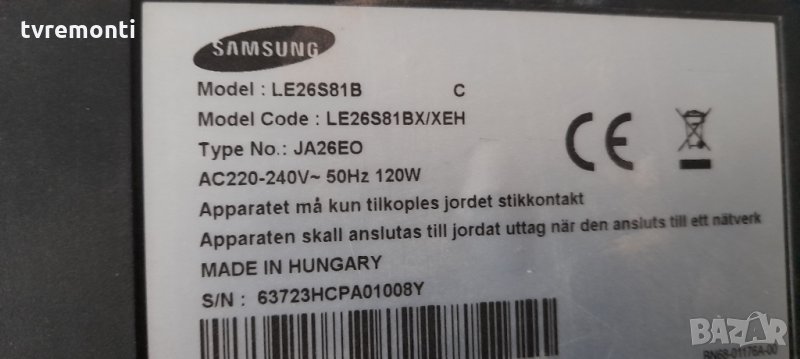 tvremonti
SAMSUNG
Model : LE26S81B C
Model Code : LE26S81BX/XEH
Type No.: JA26EO
AC220-240V~ 50Hz 120W
Apparatet må kun tilkoples jordet stikkontakt
Apparaten skall anslutas till jordat uttag när den ansluts till ett nätverk
MADE IN HUNGARY
S/N : 63723HCPA01008Y
BAZAR